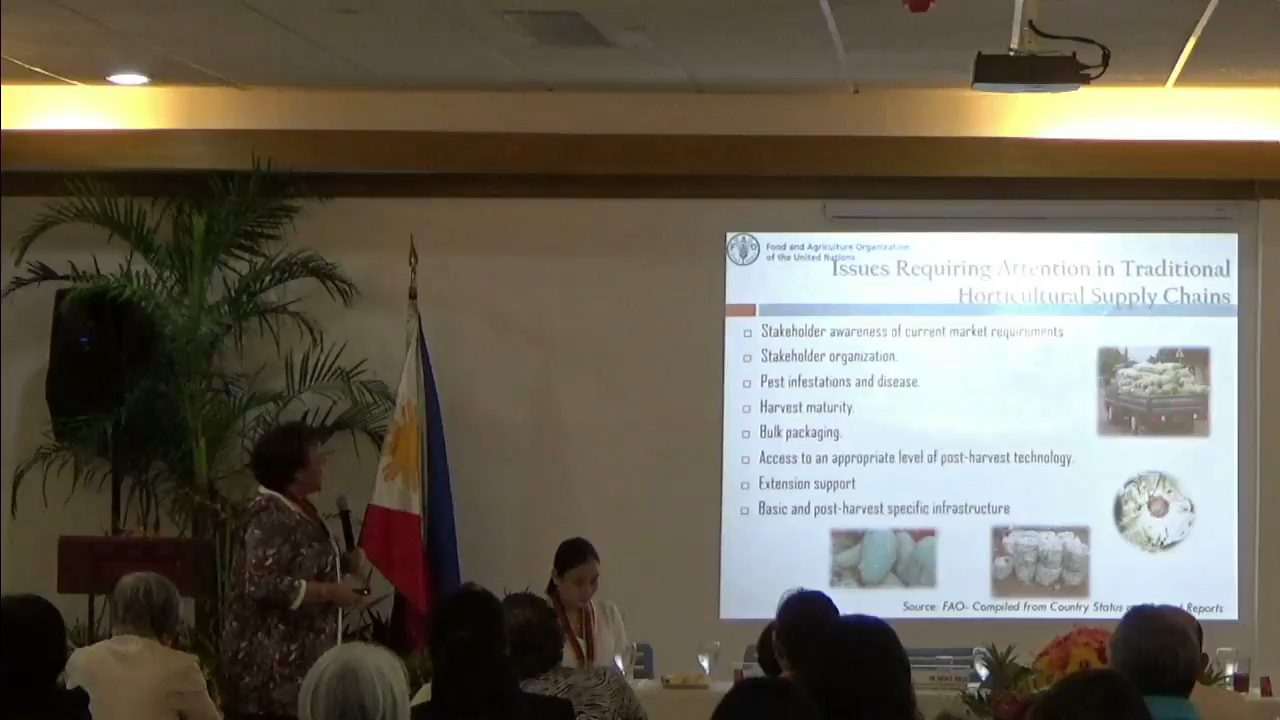 Food and Agriculture Organization
of the United Nations
Issues Requiring Attention in Traditional
Horticultural Supply Chains
Stakeholder awareness of current market requirements
Stakeholder organization.
Pest infestations and disease.
Harvest maturity.
Bulk packaging.
Access to an appropriate level of post-harvest technology.
Extension support
Basic and post-harvest specific infrastructure
Source: FAO- Compiled from Country Status Reports